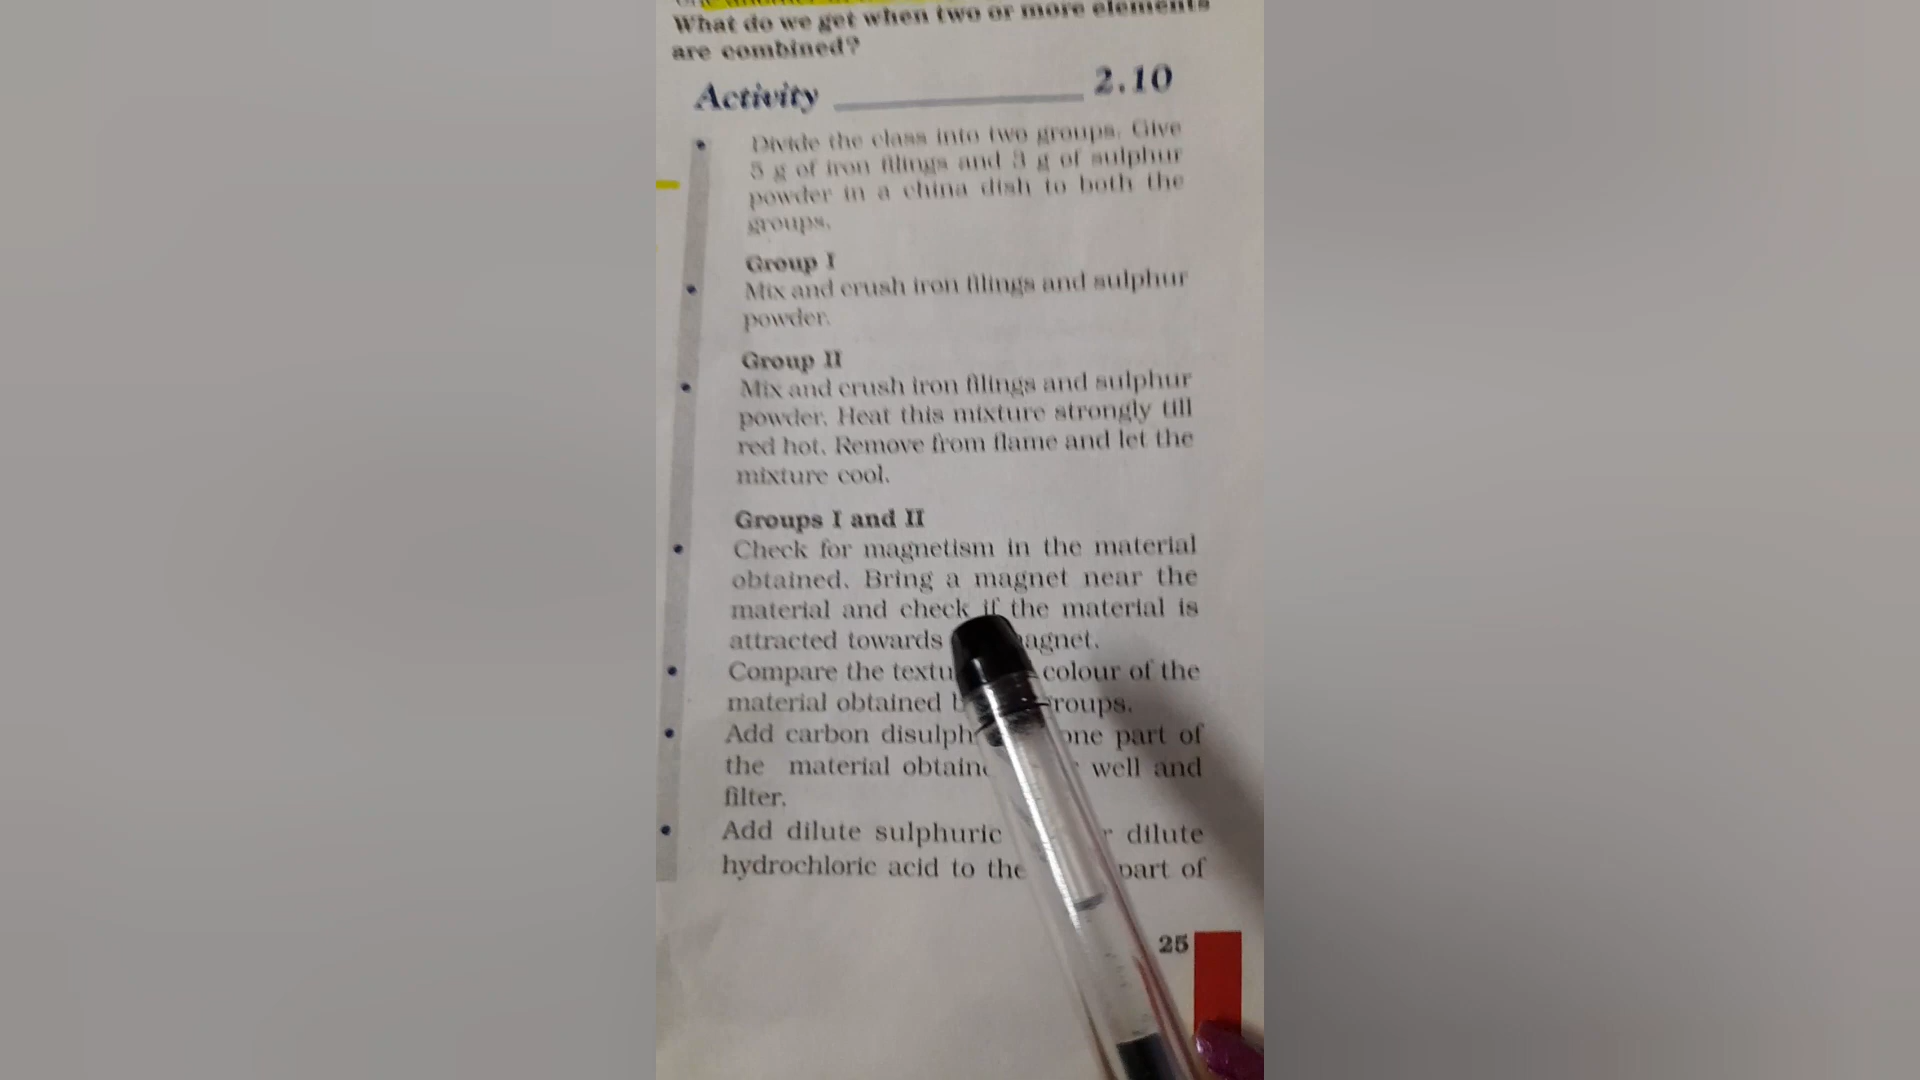 What do we get when two or more elements
are combined?
Activity 2.10
Divide the class into two groups. Give
5 g of iron filings and 3 g of sulphur
powder in a china dish to both the
groups.
Group I
Mix and crush iron filings and sulphur
powder.
Group II
Mix and crush iron filings and sulphur
powder. Heat this mixture strongly till
red hot. Remove from flame and let the
mixture cool.
Groups I and II
Check for magnetism in the material
obtained. Bring a magnet near the
material and check if the material is
attracted towards agnet.
Compare the textu colour of the
material obtained b roups.
Add carbon disulph one part of
the material obtaine well and
filter.
Add dilute sulphuric r dilute
hydrochloric acid to the part of
25